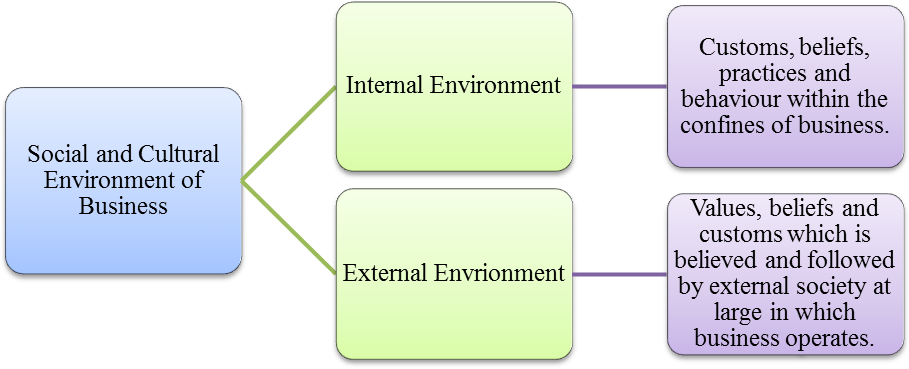 Social and Cultural
Environment of
Business
Internal Environment
Customs, beliefs,
practices and
behaviour within the
confines of business.
External Envrionment
Values, beliefs and
customs which is
believed and followed
by external society at
large in which
business operates.